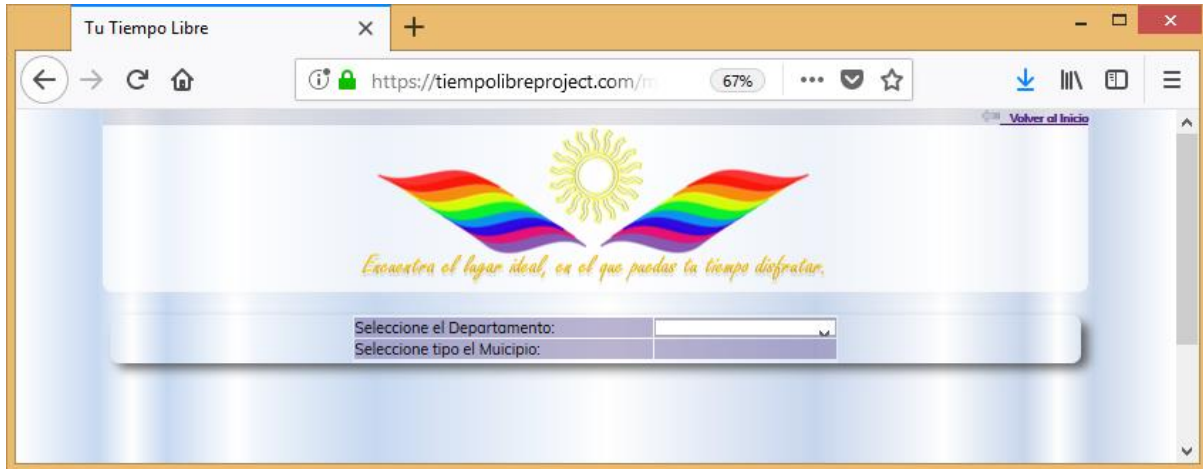 Tu Tiempo Libre
https://tiempolibreproject.com/m
67%
Volver al Inicio
Encuentra el lugar ideal, en el que puedas tu tiempo disfrutar.
Seleccione el Departamento:
Seleccione tipo el Muicipio: